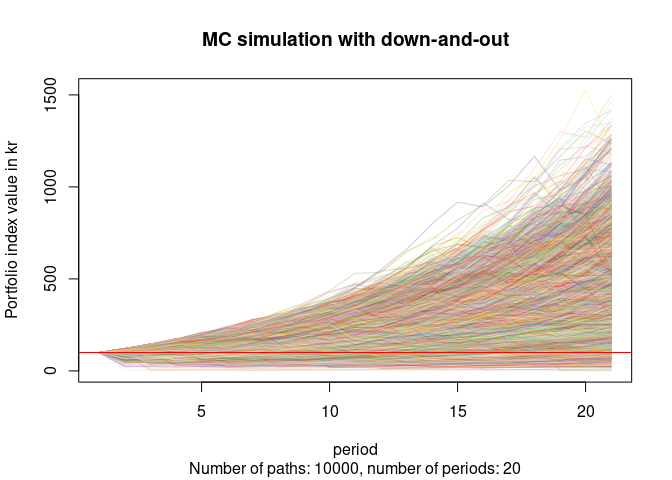 MC simulation with down-and-out
Portfolio index value in kr
1500
1000
500
0
5 10 15 20
period
Number of paths: 10000, number of periods: 20